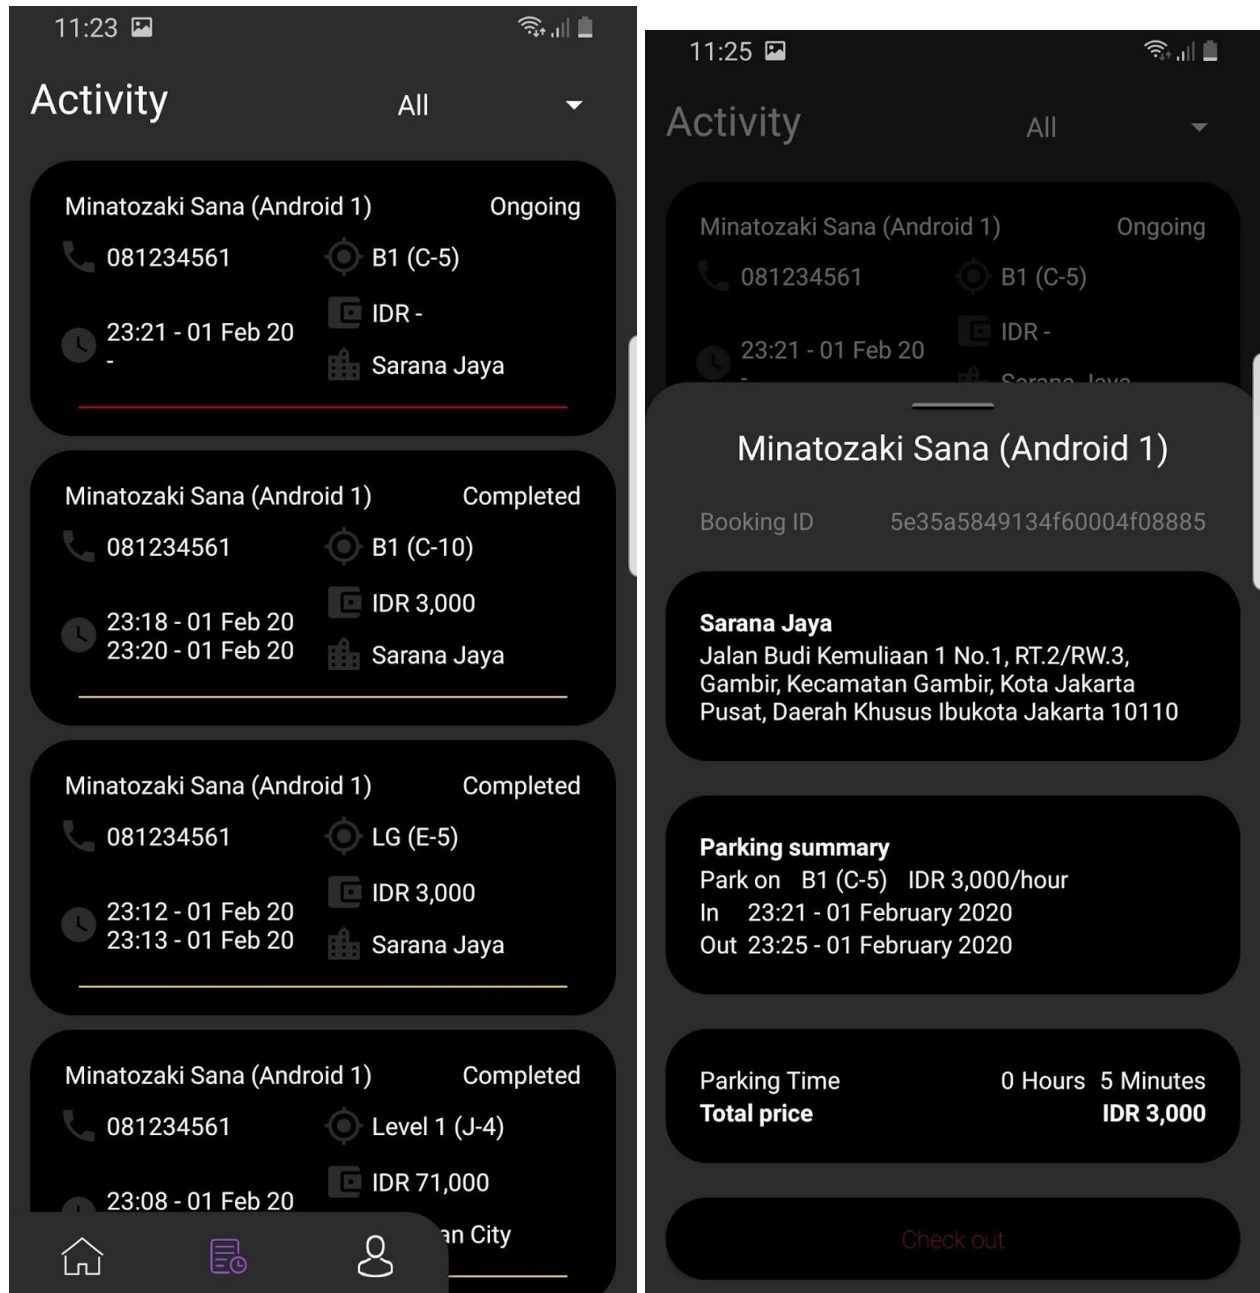 11:23
Activity All
Minatozaki Sana (Android 1) Ongoing
081234561 B1 (C-5)
IDR -
23:21 - 01 Feb 20
-
Sarana Jaya
Minatozaki Sana (Android 1) Completed
081234561 B1 (C-10)
IDR 3,000
23:18 - 01 Feb 20
23:20 - 01 Feb 20
Sarana Jaya
Minatozaki Sana (Android 1) Completed
081234561 LG (E-5)
IDR 3,000
23:12 - 01 Feb 20
23:13 - 01 Feb 20
Sarana Jaya
Minatozaki Sana (Android 1) Completed
081234561 Level 1 (J-4)
IDR 71,000
23:08 - 01 Feb 20
City
11:25
Activity All
Minatozaki Sana (Android 1) Ongoing
081234561 B1 (C-5)
IDR -
23:21 - 01 Feb 20
-
Sarana Jaya
Minatozaki Sana (Android 1)
Booking ID 5e35a5849134f60004f08885
Sarana Jaya
Jalan Budi Kemuliaan 1 No.1, RT.2/RW.3,
Gambir, Kecamatan Gambir, Kota Jakarta
Pusat, Daerah Khusus Ibukota Jakarta 10110
Parking summary
Park on B1 (C-5) IDR 3,000/hour
In 23:21 - 01 February 2020
Out 23:25 - 01 February 2020
Parking Time 0 Hours 5 Minutes
Total price IDR 3,000
Check out